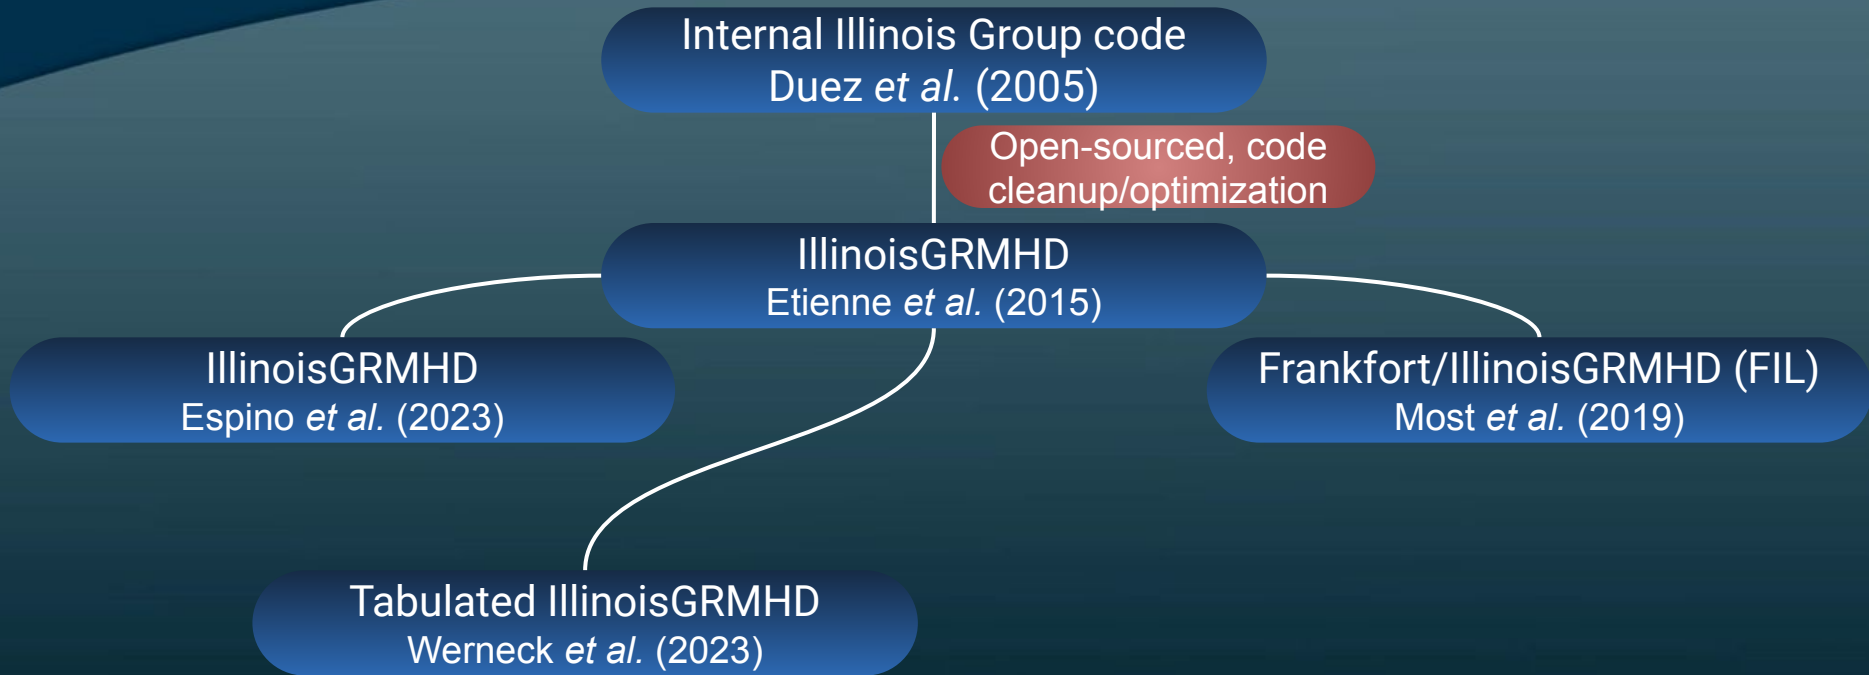 Internal Illinois Group code
Duez et al. (2005)
Open-sourced, code
cleanup/optimization
IllinoisGRMHD
Etienne et al. (2015)
IllinoisGRMHD
Espino et al. (2023)
Frankfort/IllinoisGRMHD (FIL)
Most et al. (2019)
Tabulated IllinoisGRMHD
Werneck et al. (2023)